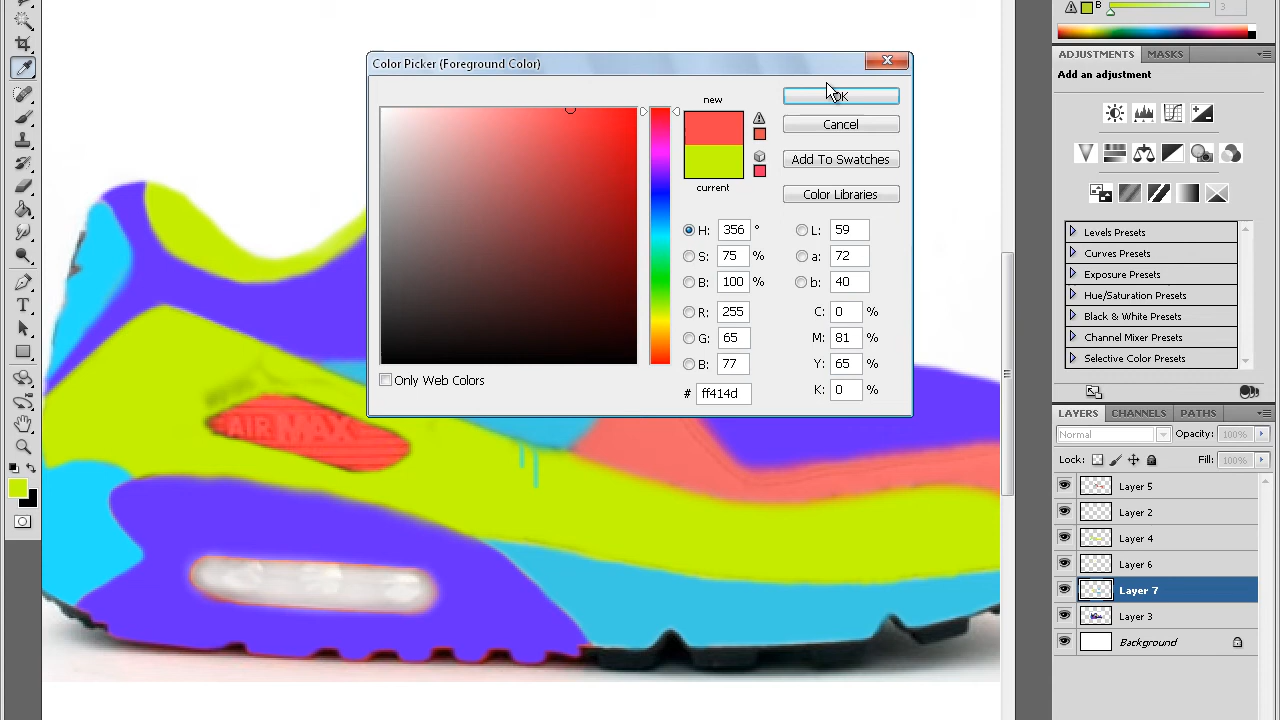 B
3
ADJUSTMENTS MASKS
Add an adjustment
Levels Presets
Curves Presets
Exposure Presets
Hue/Saturation Presets
Black & White Presets
Channel Mixer Presets
Selective Color Presets
Color Picker (Foreground Color)
new
OK
Cancel
Add To Swatches
current
Color Libraries
H: 356 ° L: 59
S: 75 % a: 72
B: 100 % b: 40
R: 255 C: 0 %
G: 65 M: 81 %
B: 77 Y: 65 %
# ff414d K: 0 %
Only Web Colors
AIR MAX
LAYERS CHANNELS PATHS
Normal Opacity: 100%
Lock: Fill: 100%
Layer 5
Layer 2
Layer 4
Layer 6
Layer 7
Layer 3
Background